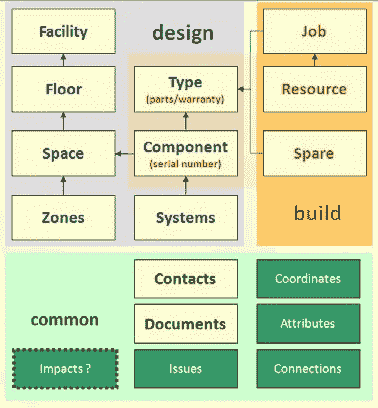 Facility
design
Job
Floor
Type
(parts/warranty)
Resource
Space
Component
(serial number)
Spare
Zones
Systems
build
Contacts
Coordinates
common
Documents
Attributes
Impacts ?
Issues
Connections